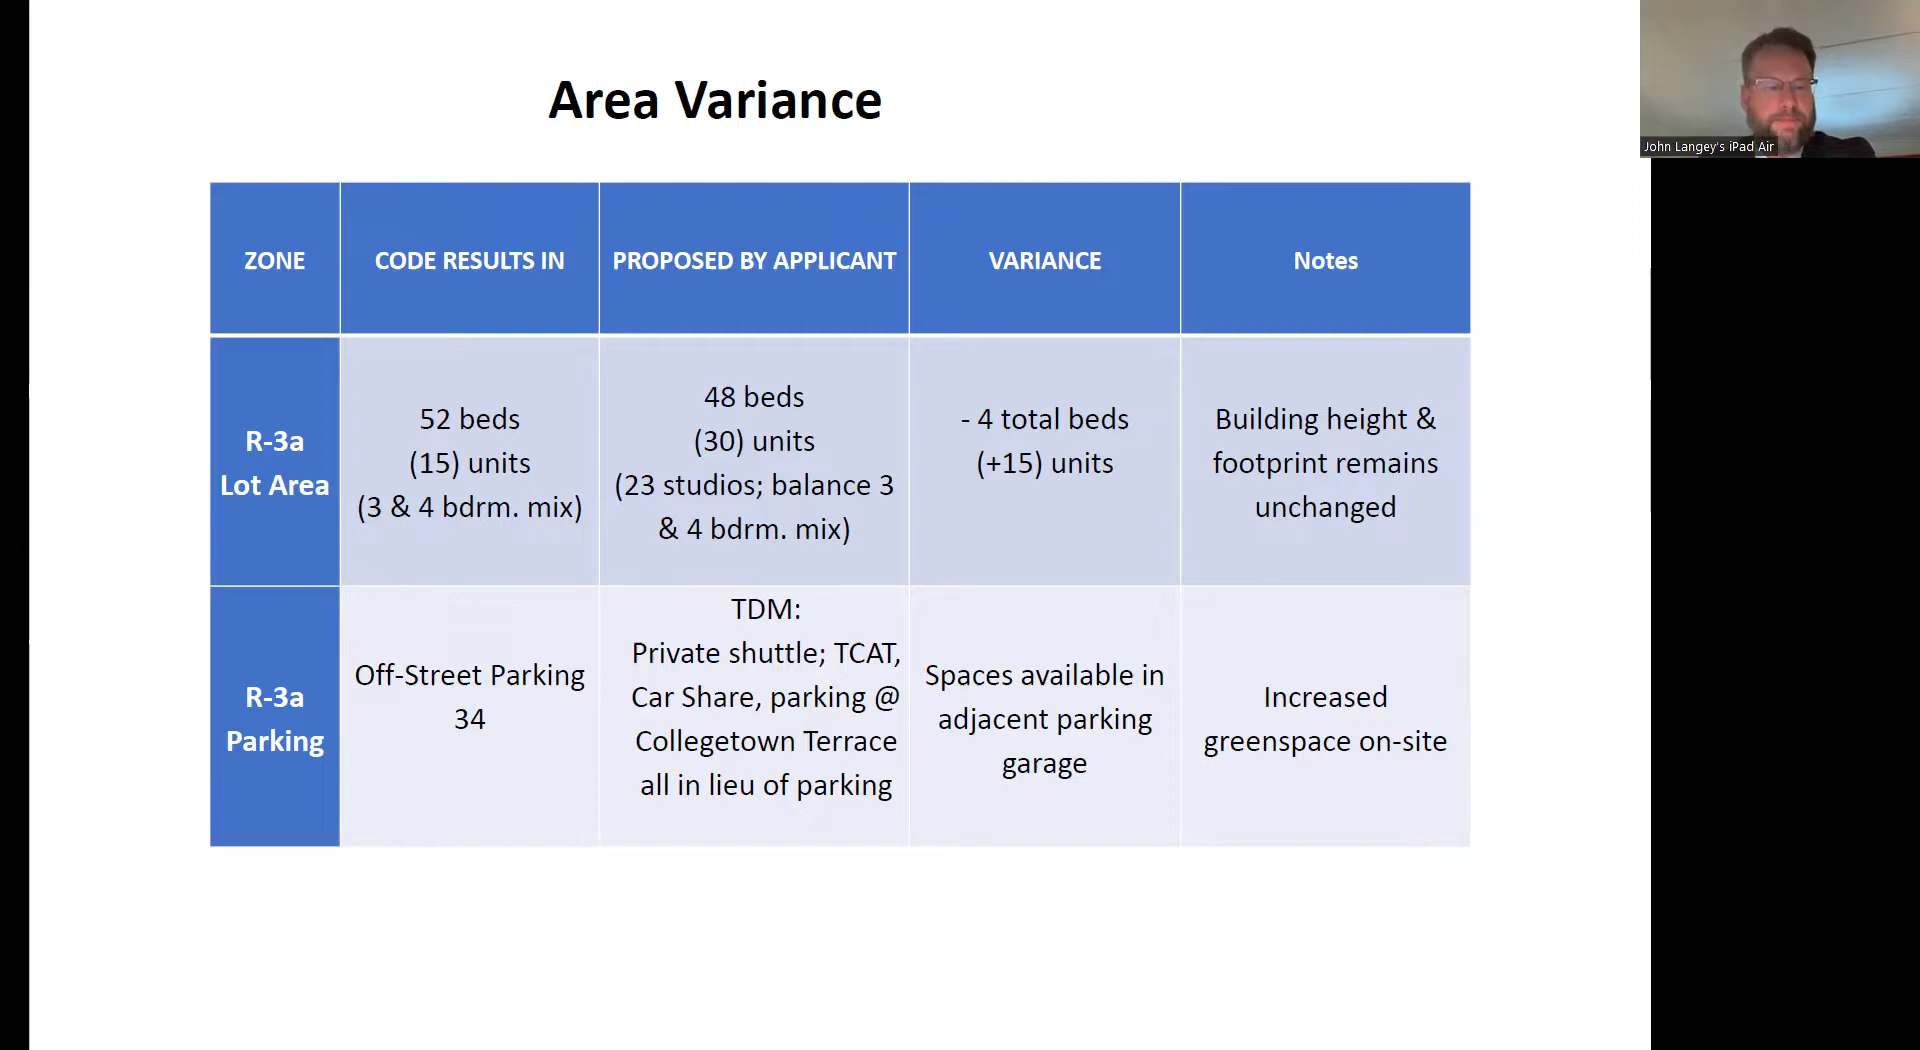 Area Variance
John Langey's iPad Air
ZONE
CODE RESULTS IN
PROPOSED BY APPLICANT
VARIANCE
Notes
R-3a
Lot Area
52 beds
(15) units
(3 & 4 bdrm. mix)
48 beds
(30) units
(23 studios; balance 3
& 4 bdrm. mix)
- 4 total beds
(+15) units
Building height &
footprint remains
unchanged
R-3a
Parking
Off-Street Parking
34
TDM:
Private shuttle; TCAT,
Car Share, parking @
Collegetown Terrace
all in lieu of parking
Spaces available in
adjacent parking
garage
Increased
greenspace on-site